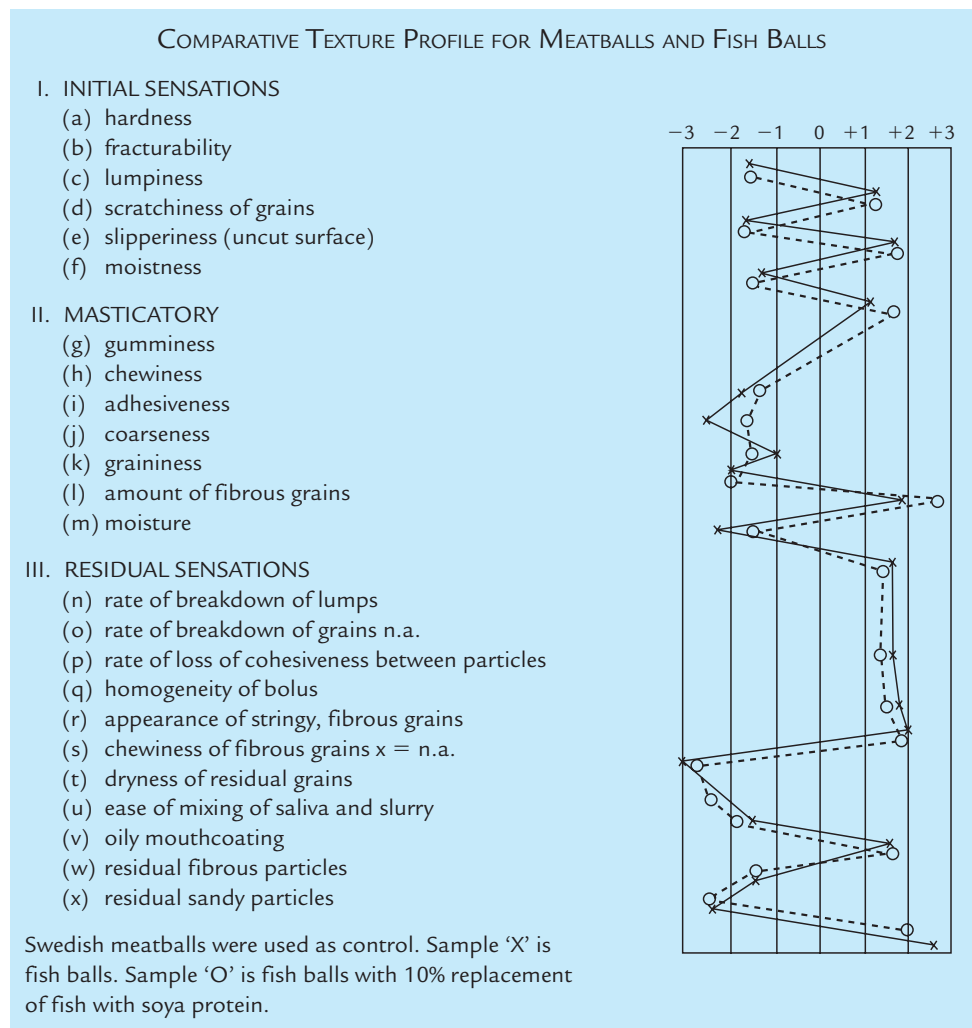 COMPARATIVE TEXTURE PROFILE FOR MEATBALLS AND FISH BALLS
I. INITIAL SENSATIONS
(a) hardness
(b) fracturability
(c) lumpiness
(d) scratchiness of grains
(e) slipperiness (uncut surface)
(f) moistness
II. MASTICATORY
(g) gumminess
(h) chewiness
(i) adhesiveness
(j) coarseness
(k) graininess
(l) amount of fibrous grains
(m) moisture
III. RESIDUAL SENSATIONS
(n) rate of breakdown of lumps
(o) rate of breakdown of grains n.a.
(p) rate of loss of cohesiveness between particles
(q) homogeneity of bolus
(r) appearance of stringy, fibrous grains
(s) chewiness of fibrous grains x = n.a.
(t) dryness of residual grains
(u) ease of mixing of saliva and slurry
(v) oily mouthcoating
(w) residual fibrous particles
(x) residual sandy particles
Swedish meatballs were used as control. Sample ‘X’ is
fish balls. Sample ‘O’ is fish balls with 10% replacement
of fish with soya protein.
−3 −2 −1 0 +1 +2 +3